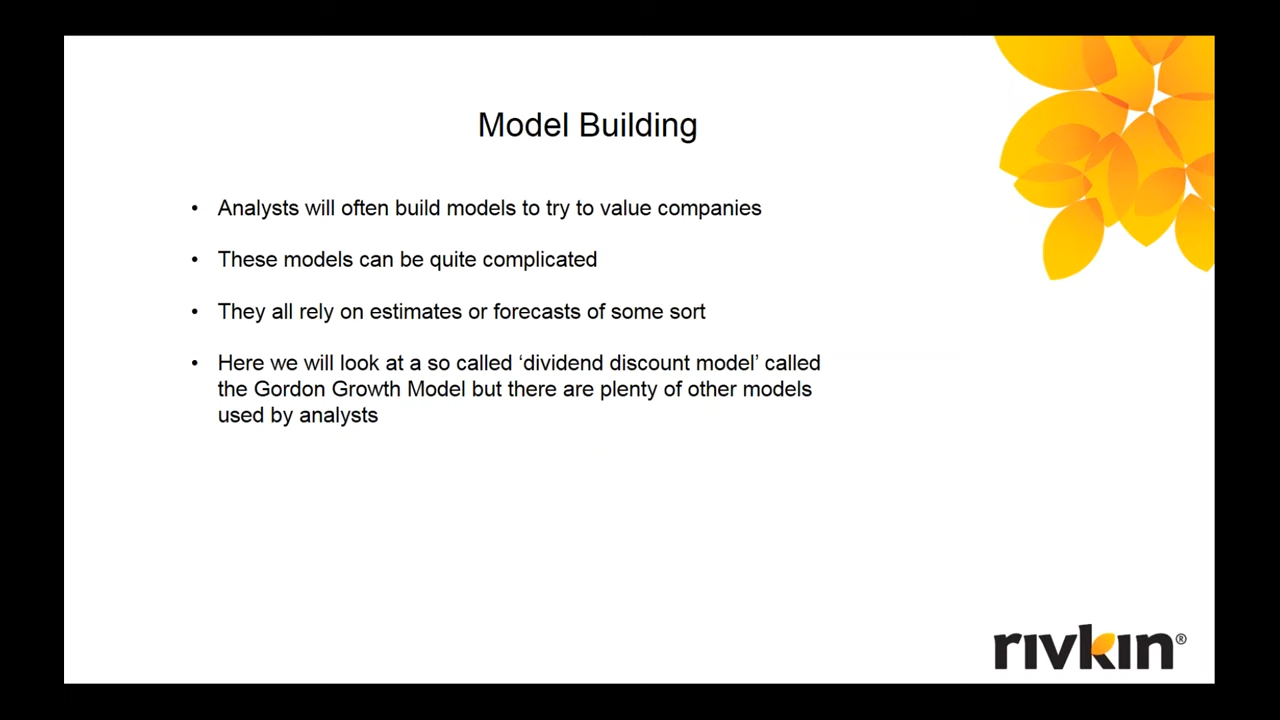 Model Building
• Analysts will often build models to try to value companies
• These models can be quite complicated
• They all rely on estimates or forecasts of some sort
• Here we will look at a so called ‘dividend discount model’ called
the Gordon Growth Model but there are plenty of other models
used by analysts
rivkin®